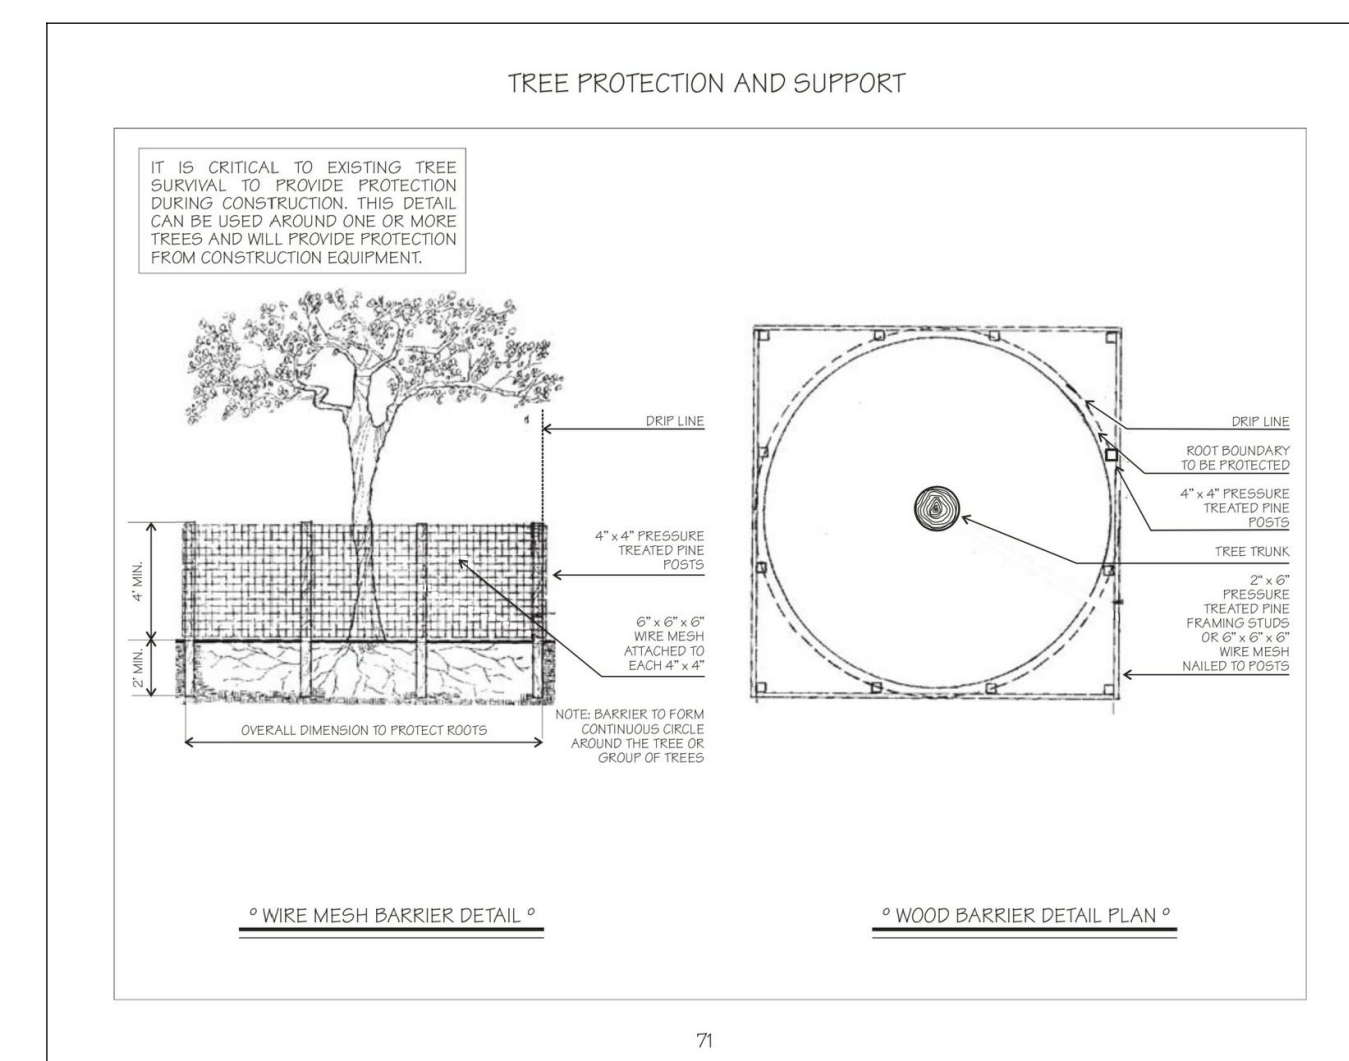 TREE PROTECTION AND SUPPORT
IT IS CRITICAL TO EXISTING TREE
SURVIVAL TO PROVIDE PROTECTION
DURING CONSTRUCTION. THIS DETAIL
CAN BE USED AROUND ONE OR MORE
TREES AND WILL PROVIDE PROTECTION
FROM CONSTRUCTION EQUIPMENT.
DRIP LINE
4" x 4" PRESSURE
TREATED PINE
POSTS
4' MIN.
6" x 6" x 6"
WIRE MESH
ATTACHED TO
EACH 4" x 4"
2' MIN.
OVERALL DIMENSION TO PROTECT ROOTS
NOTE: BARRIER TO FORM
CONTINUOUS CIRCLE
AROUND THE TREE OR
GROUP OF TREES
° WIRE MESH BARRIER DETAIL °
DRIP LINE
ROOT BOUNDARY
TO BE PROTECTED
4" x 4" PRESSURE
TREATED PINE
POSTS
TREE TRUNK
2" x 6"
PRESSURE
TREATED PINE
FRAMING STUDS
OR 6" x 6" x 6"
WIRE MESH
NAILED TO POSTS
° WOOD BARRIER DETAIL PLAN °
71